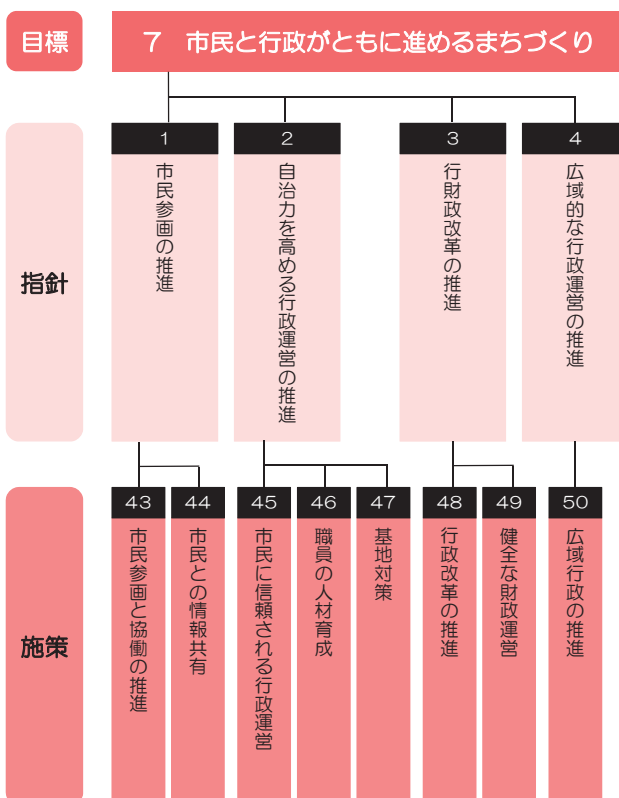 目標
7 市民と行政がともに進めるまちづくり
指針
1
市民参画の推進
2
自治力を高める行政運営の推進
3
行財政改革の推進
4
広域的な行政運営の推進
施策
43
市民参画と協働の推進
44
市民との情報共有
45
市民に信頼される行政運営
46
職員の人材育成
47
基地対策
48
行政改革の推進
49
健全な財政運営
50
広域行政の推進